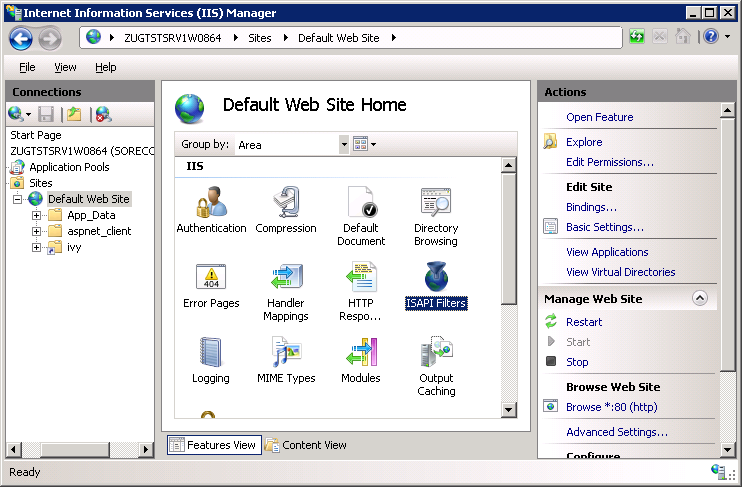 Internet Information Services (IIS) Manager
ZUGTSTSRV1W0864 Sites Default Web Site
File View Help
Connections
Start Page
ZUGTSTSRV1W0864 (SORECO
Application Pools
Sites
Default Web Site
App_Data
aspnet_client
ivy
Default Web Site Home
Group by: Area
IIS
Authentication
Compression
Default
Document
Directory
Browsing
404
Error Pages
Handler
Mappings
HTTP
Respo...
ISAPI Filters
Logging
MIME Types
Modules
Output
Caching
Features View
Content View
Actions
Open Feature
Explore
Edit Permissions...
Edit Site
Bindings...
Basic Settings...
View Applications
View Virtual Directories
Manage Web Site
Restart
Start
Stop
Browse Web Site
Browse *:80 (http)
Advanced Settings...
Configure
Ready